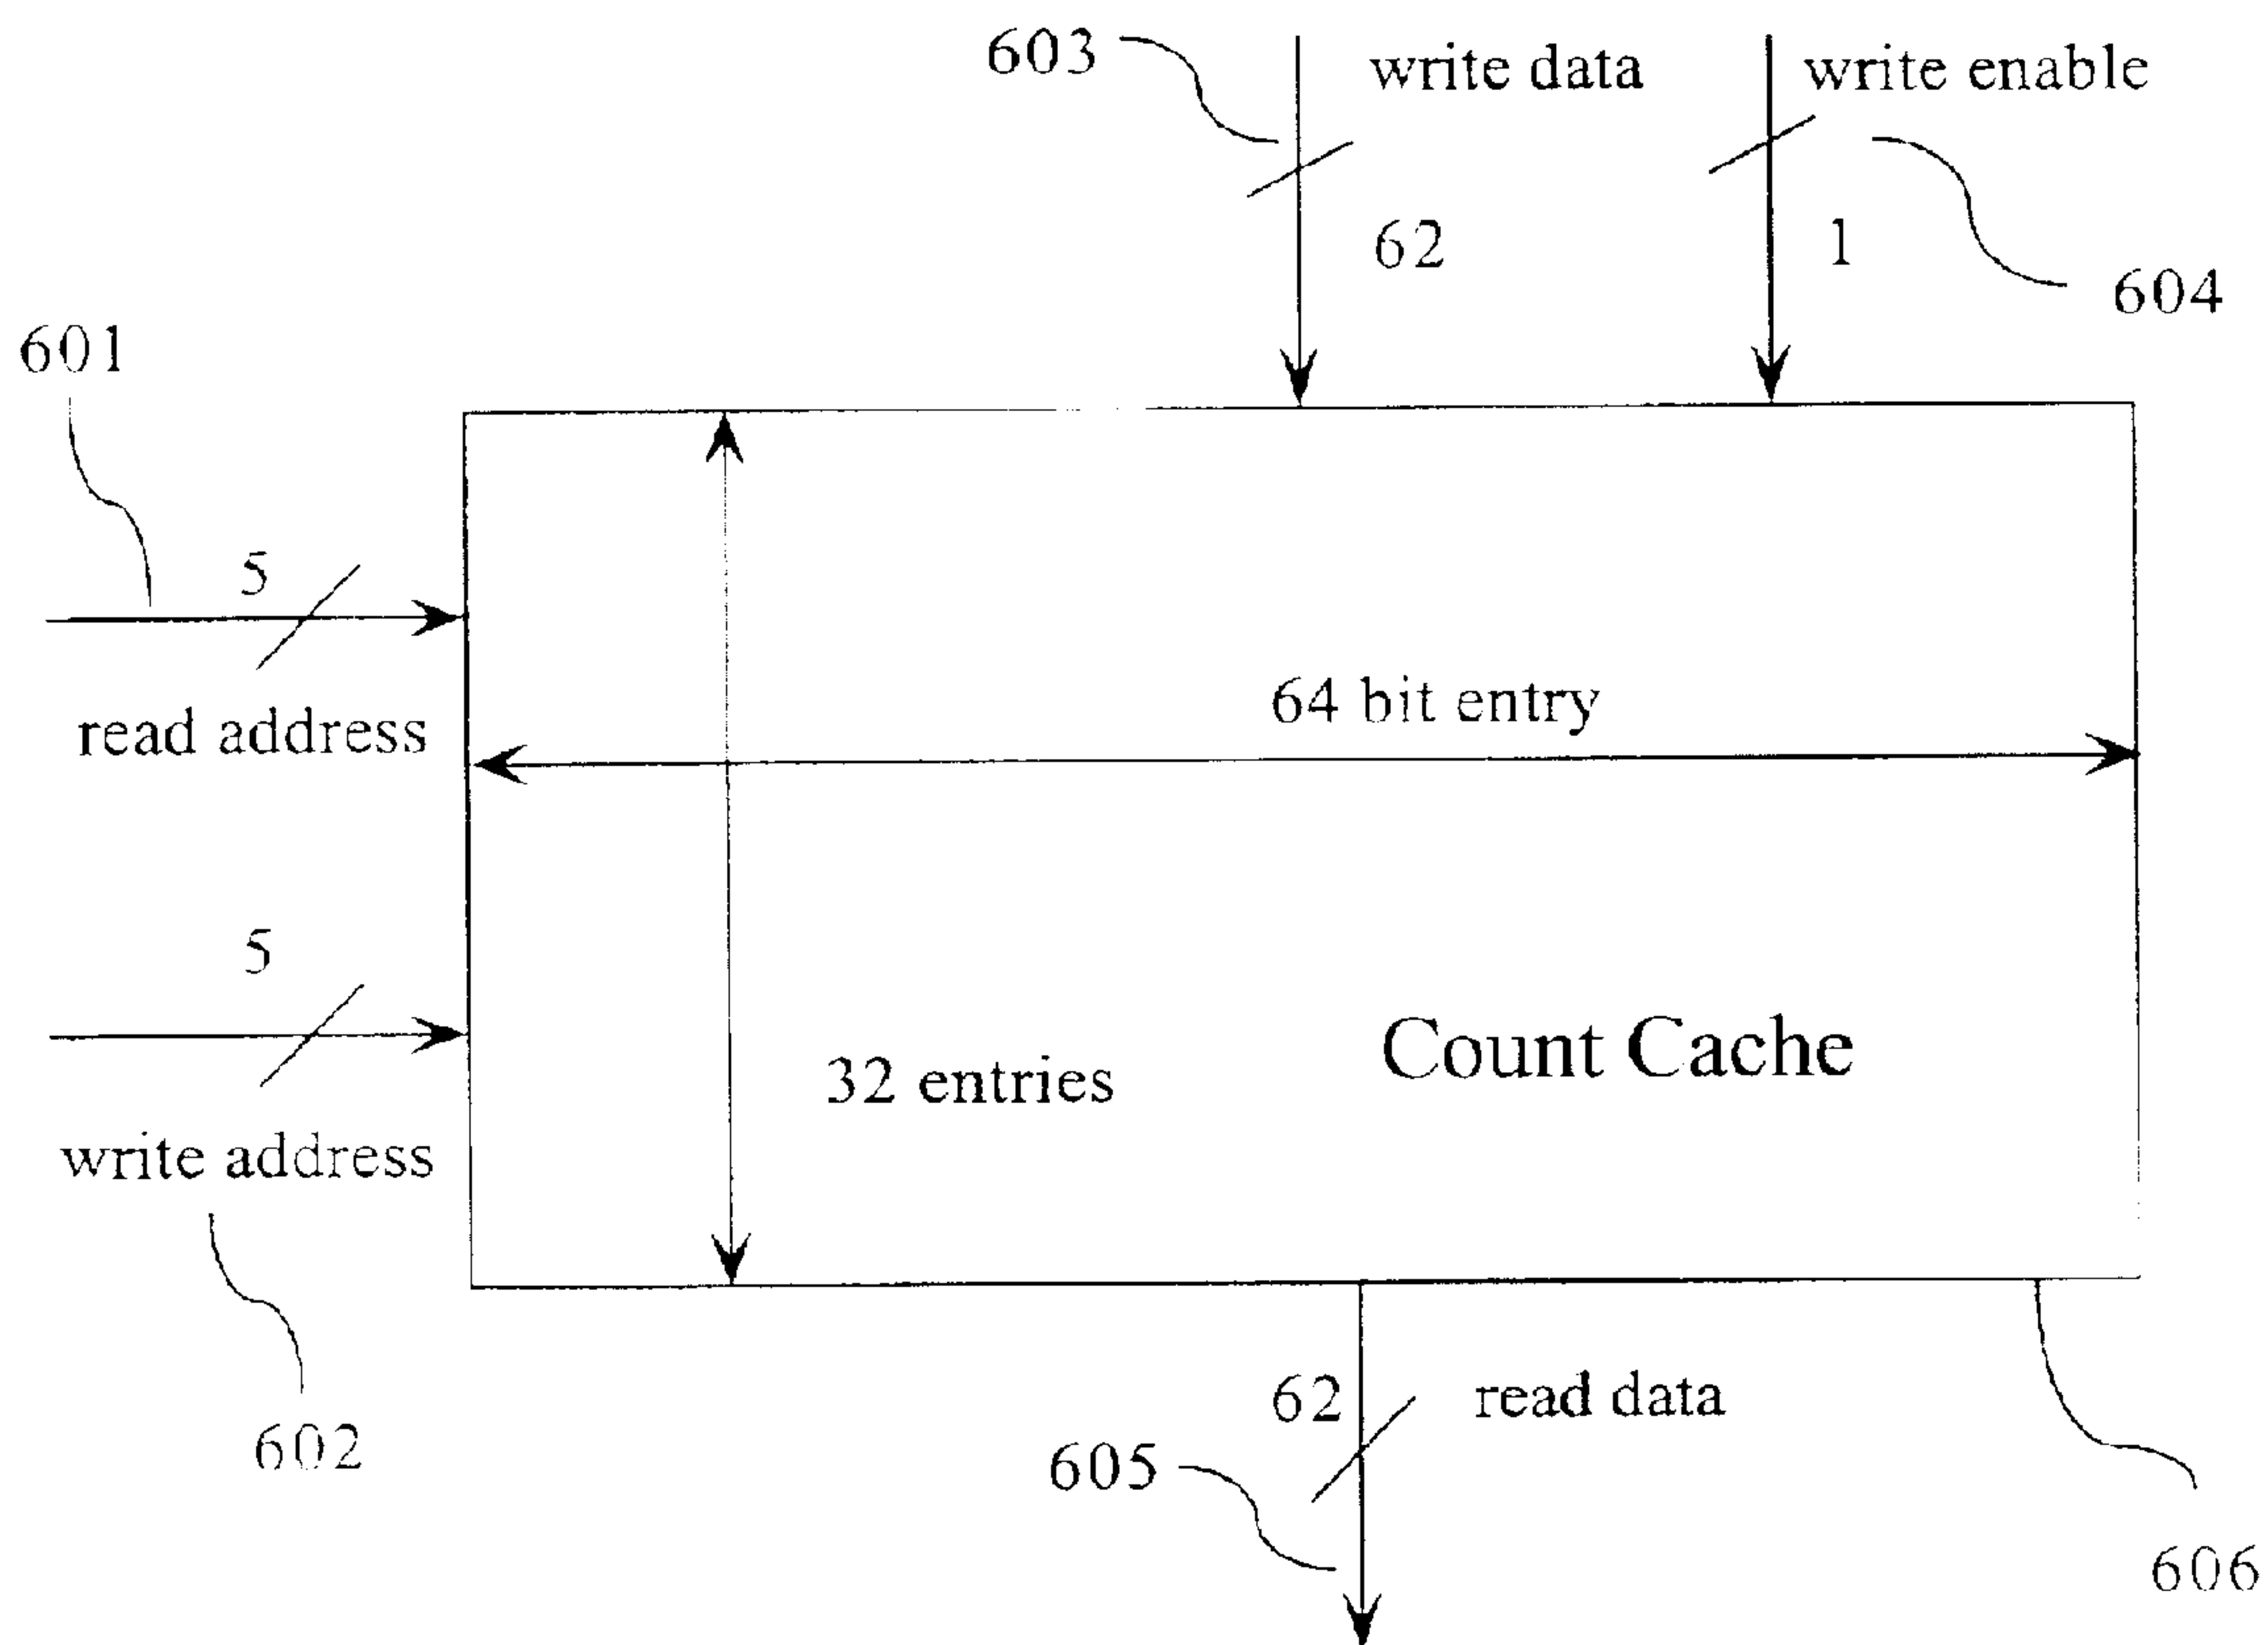 603
write data
write enable
62
1
604
601
5
read address
64 bit entry
5
32 entries
Count Cache
write address
602
62
read data
605
606